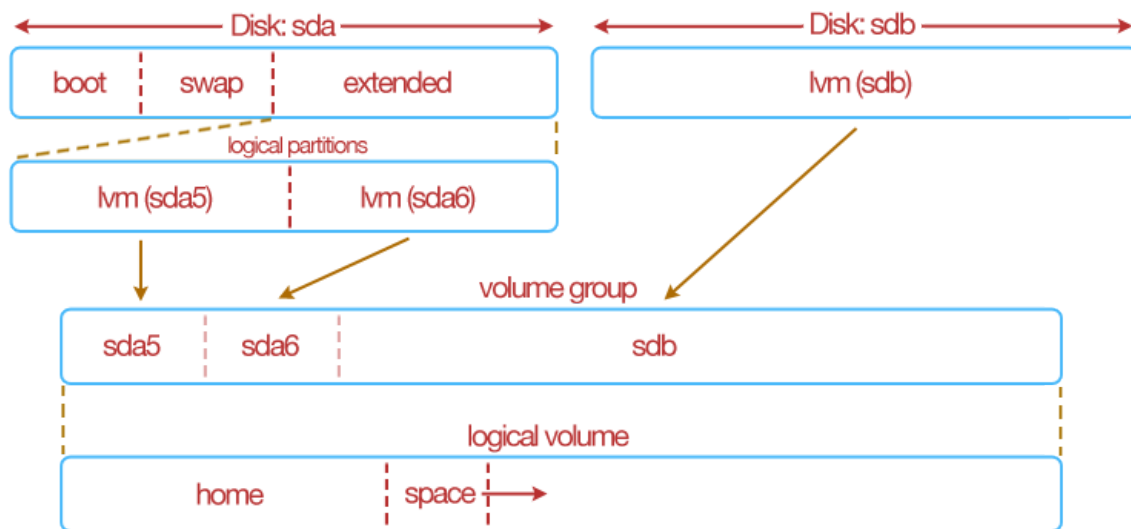 Disk: sda
Disk: sdb
boot
swap
extended
lvm (sdb)
logical partitions
lvm (sda5)
lvm (sda6)
volume group
sda5
sda6
sdb
logical volume
home
space